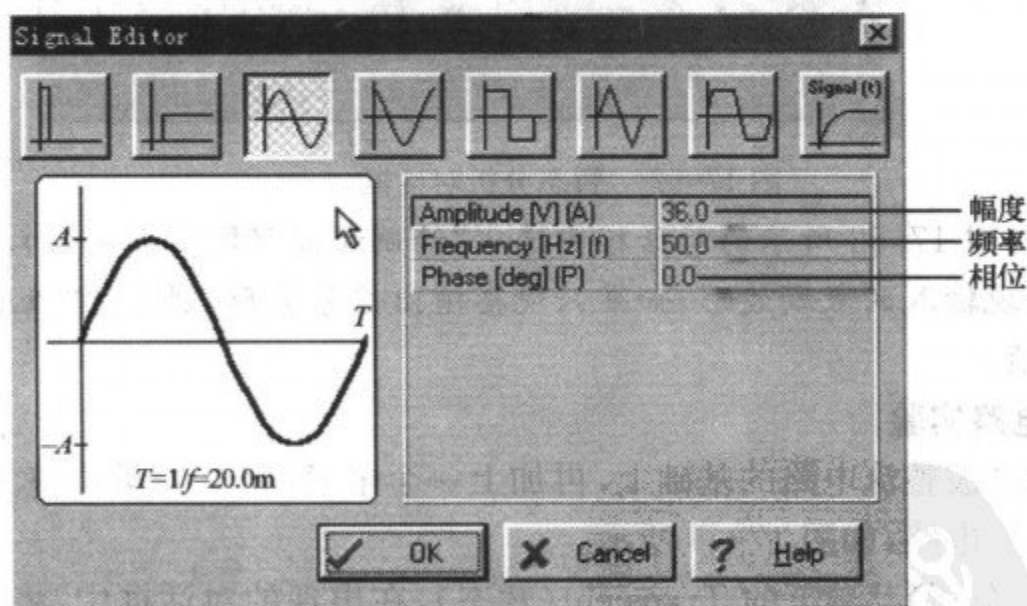 Signal Editor
Signal (t)
Amplitude [V] (A) 36.0 幅度
Frequency [Hz] (f) 50.0 频率
Phase [deg] (P) 0.0 相位
A
T
-A
T=1/f=20.0m
OK Cancel Help